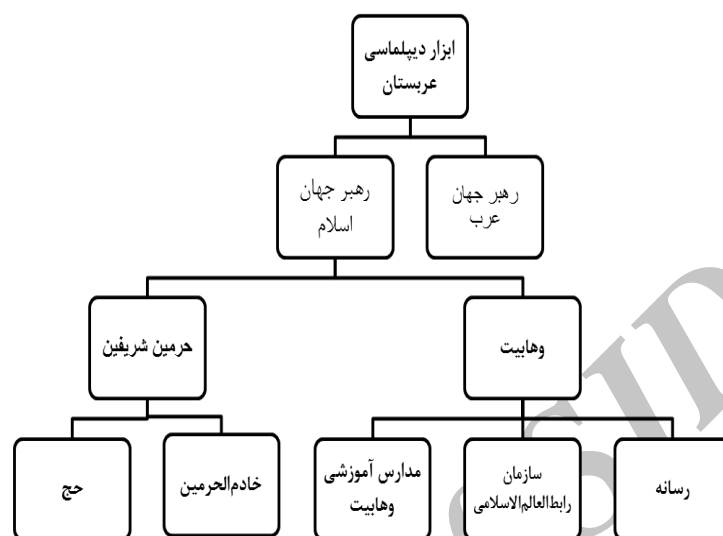 ابزار دیپلماسی
عربستان
رهبر جهان
عرب
رهبر جهان
اسلام
وهابیت
حرمین شریفین
رسانه
سازمان
رابط‌العالم‌الاسلامی
مدارس آموزشی
وهابیت
خادم‌الحرمین
حج
SID